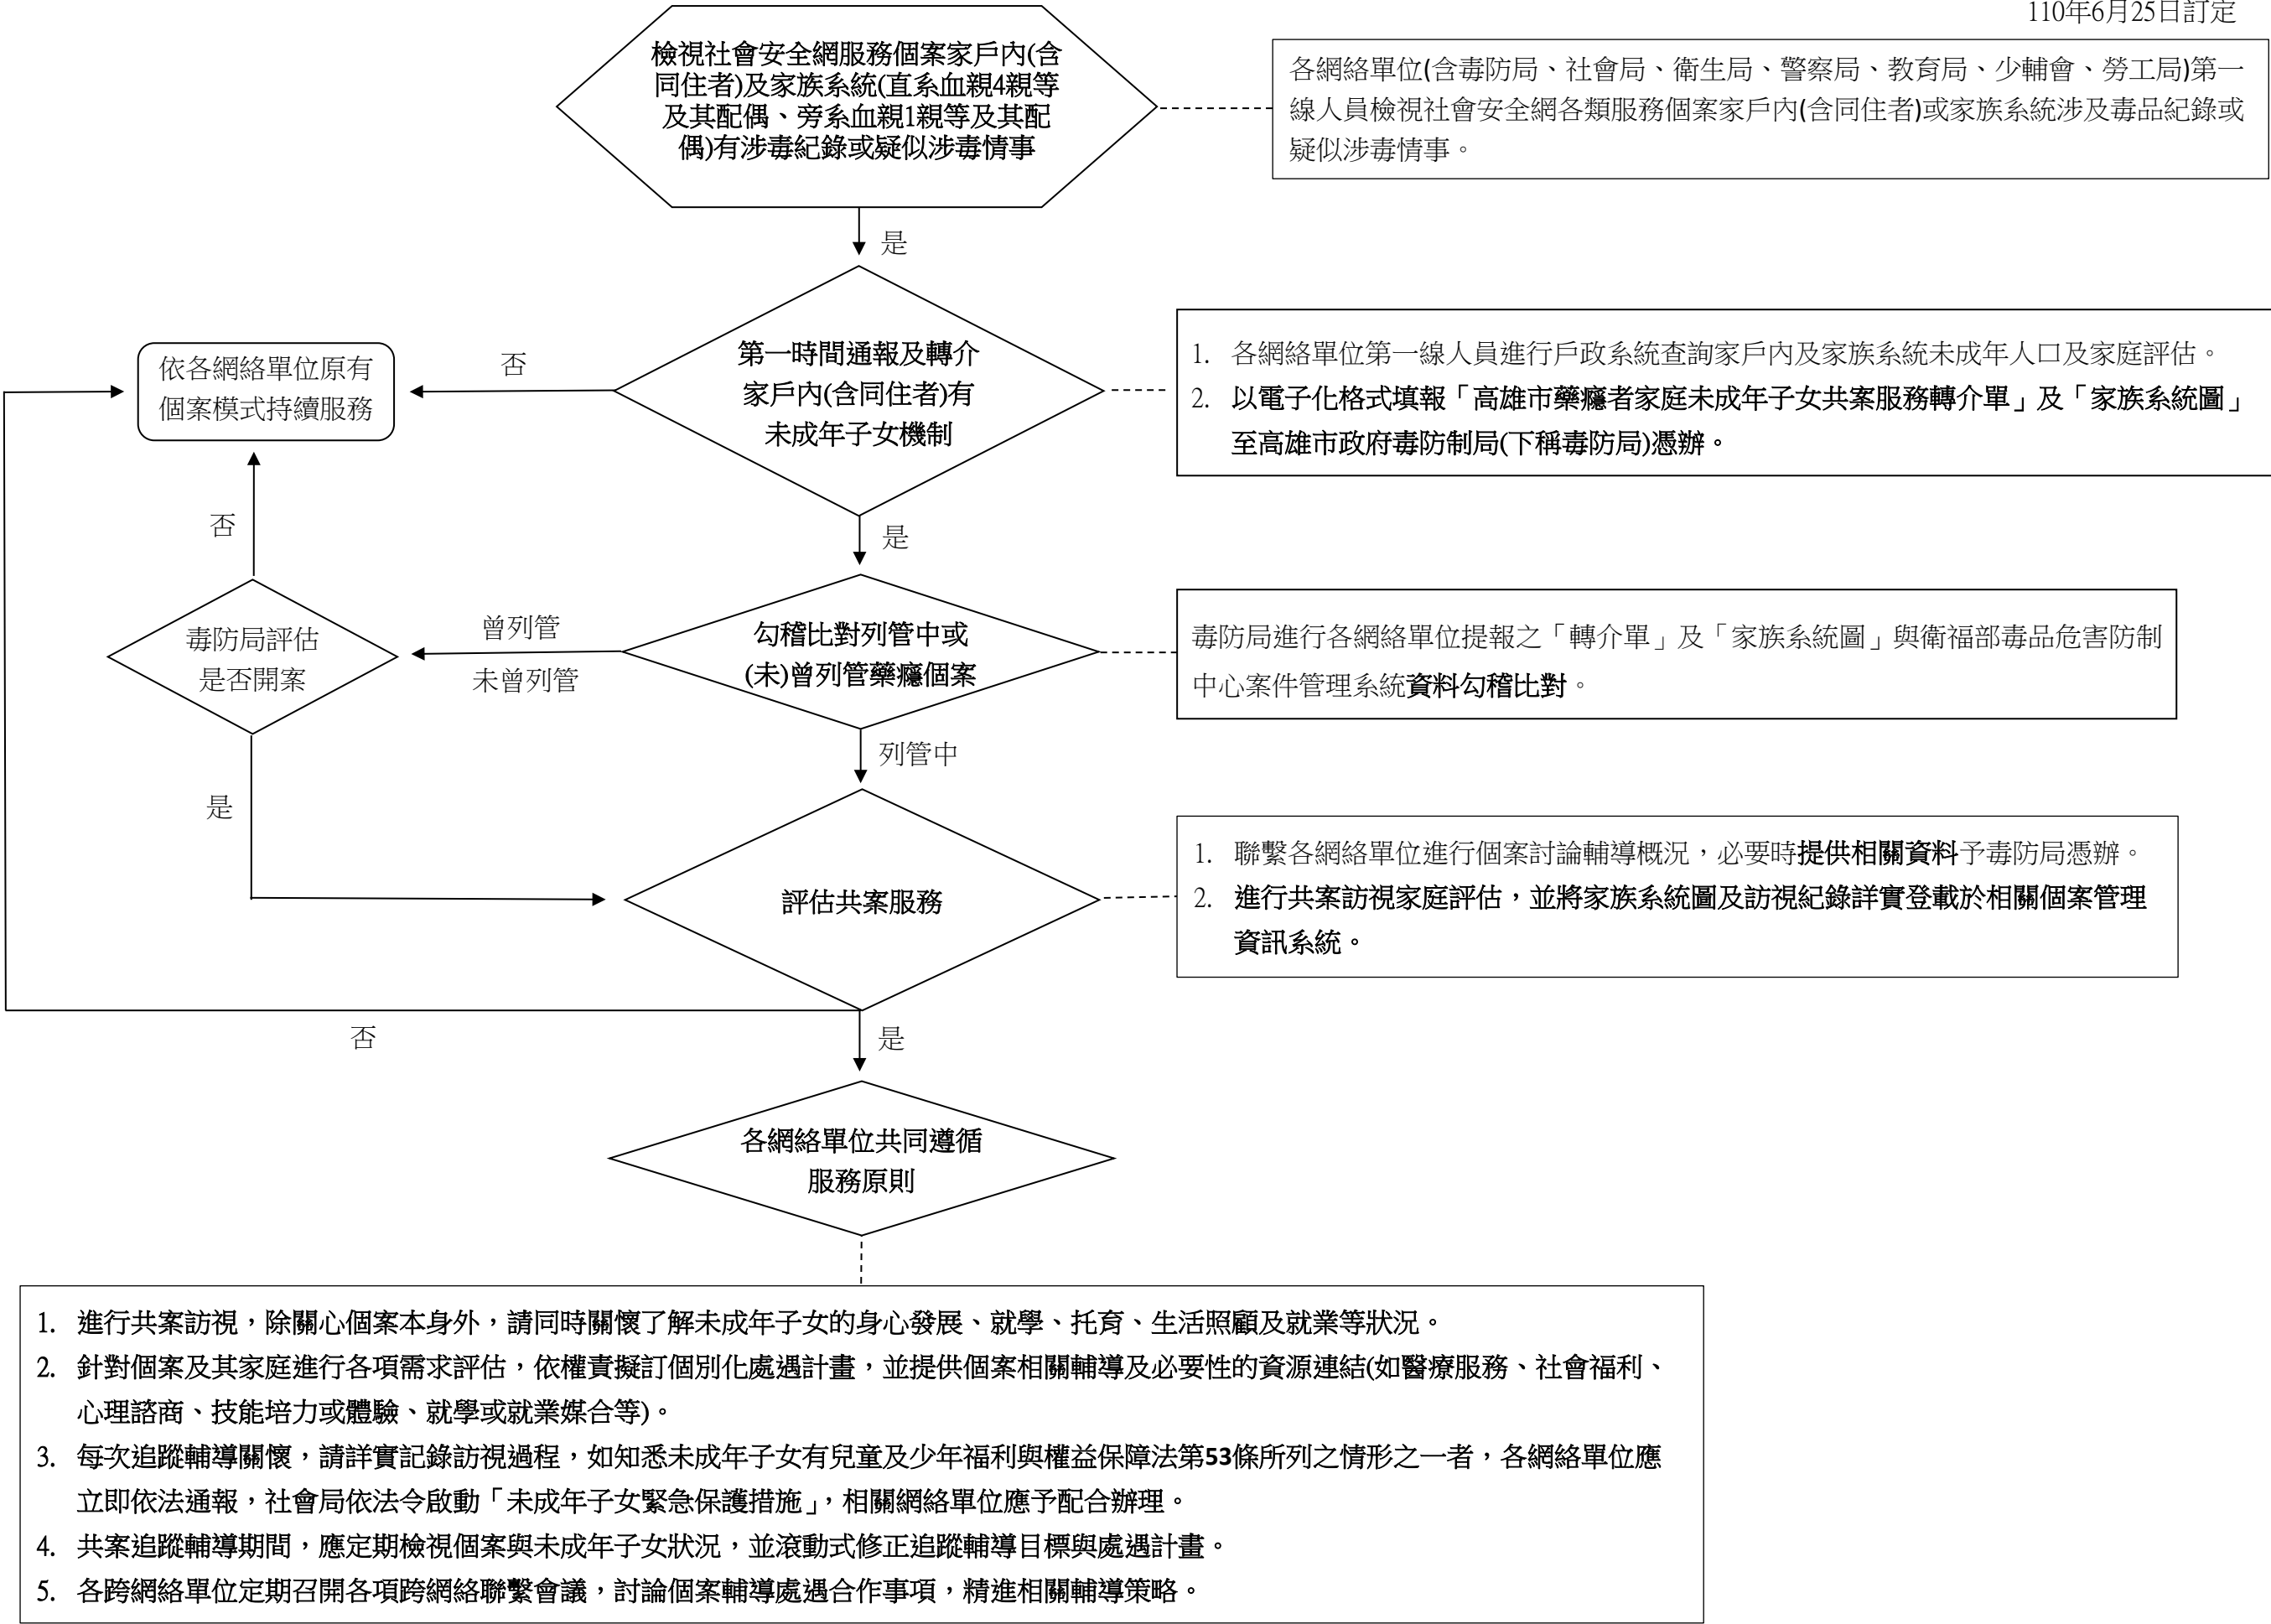 110年6月25日訂定
檢視社會安全網服務個案家戶內(含
同住者)及家族系統(直系血親4親等
及其配偶、旁系血親1親等及其配
偶)有涉毒紀錄或疑似涉毒情事
各網絡單位(含毒防局、社會局、衛生局、警察局、教育局、少輔會、勞工局)第一
線人員檢視社會安全網各類服務個案家戶內(含同住者)或家族系統涉及毒品紀錄或
疑似涉毒情事。
是
第一時間通報及轉介
家戶內(含同住者)有
未成年子女機制
否
依各網絡單位原有
個案模式持續服務
1. 各網絡單位第一線人員進行戶政系統查詢家戶內及家族系統未成年人口及家庭評估。
2. 以電子化格式填報「高雄市藥癮者家庭未成年子女共案服務轉介單」及「家族系統圖」
至高雄市政府毒防制局(下稱毒防局)憑辦。
否
是
毒防局評估
是否開案
曾列管
未曾列管
勾稽比對列管中或
(未)曾列管藥癮個案
毒防局進行各網絡單位提報之「轉介單」及「家族系統圖」與衛福部毒品危害防制
中心案件管理系統資料勾稽比對。
列管中
是
評估共案服務
1. 聯繫各網絡單位進行個案討論輔導概況，必要時提供相關資料予毒防局憑辦。
2. 進行共案訪視家庭評估，並將家族系統圖及訪視紀錄詳實登載於相關個案管理
資訊系統。
否
是
各網絡單位共同遵循
服務原則
1. 進行共案訪視，除關心個案本身外，請同時關懷了解未成年子女的身心發展、就學、托育、生活照顧及就業等狀況。
2. 針對個案及其家庭進行各項需求評估，依權責擬訂個別化處遇計畫，並提供個案相關輔導及必要性的資源連結(如醫療服務、社會福利、
心理諮商、技能培力或體驗、就學或就業媒合等)。
3. 每次追蹤輔導關懷，請詳實記錄訪視過程，如知悉未成年子女有兒童及少年福利與權益保障法第53條所列之情形之一者，各網絡單位應
立即依法通報，社會局依法令啟動「未成年子女緊急保護措施」，相關網絡單位應予配合辦理。
4. 共案追蹤輔導期間，應定期檢視個案與未成年子女狀況，並滾動式修正追蹤輔導目標與處遇計畫。
5. 各跨網絡單位定期召開各項跨網絡聯繫會議，討論個案輔導處遇合作事項，精進相關輔導策略。